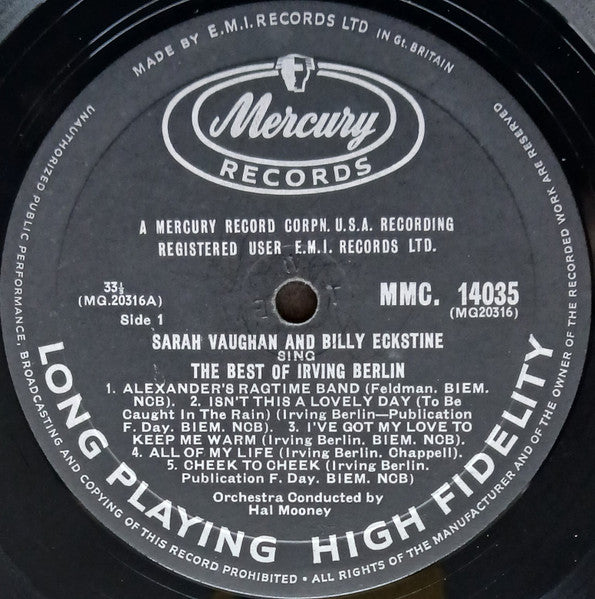 MADE BY E.M.I. RECORDS LTD IN Gt. BRITAIN
Mercury
RECORDS
A MERCURY RECORD CORPN. U.S.A. RECORDING
REGISTERED USER E.M.I. RECORDS LTD.
33⅓
(MG.20316A)
Side 1
MMC. 14035
(MG20316)
SARAH VAUGHAN AND BILLY ECKSTINE
SING
THE BEST OF IRVING BERLIN
1. ALEXANDER'S RAGTIME BAND (Feldman. BIEM.
NCB). 2. ISN'T THIS A LOVELY DAY (To Be
Caught In The Rain) (Irving Berlin—Publication
F. Day. BIEM. NCB). 3. I'VE GOT MY LOVE TO
KEEP ME WARM (Irving Berlin. BIEM. NCB).
4. ALL OF MY LIFE (Irving Berlin. Chappell).
5. CHEEK TO CHEEK (Irving Berlin.
Publication F. Day. BIEM. NCB)
Orchestra Conducted by
Hal Mooney
LONG PLAYING HIGH FIDELITY
UNAUTHORIZED PUBLIC PERFORMANCE, BROADCASTING AND COPYING OF THIS RECORD PROHIBITED • ALL RIGHTS OF THE MANUFACTURER AND OF THE OWNER OF THE RECORDED WORK ARE RESERVED